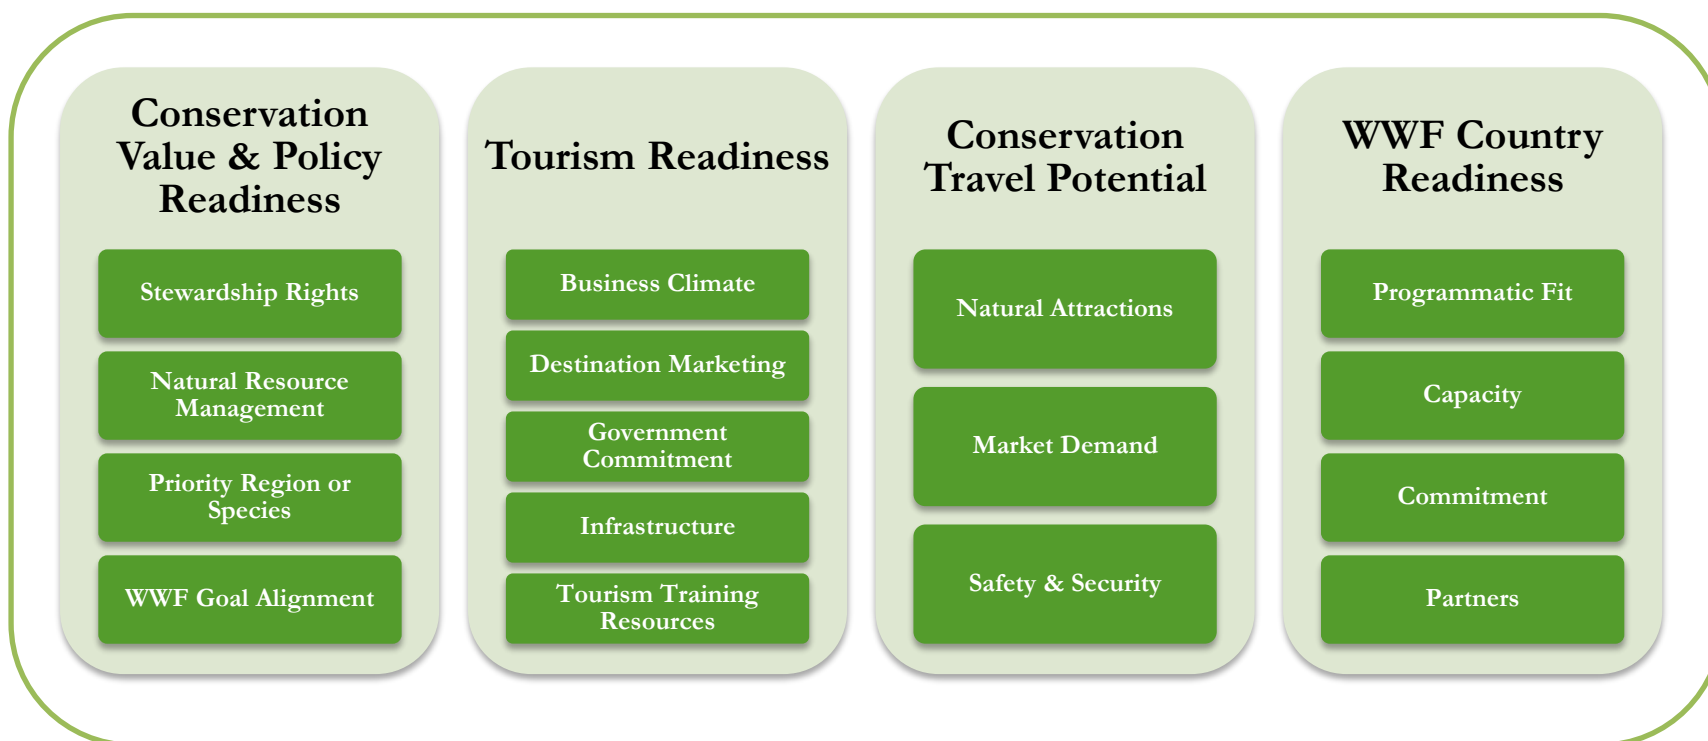 Conservation
Value & Policy
Readiness
Stewardship Rights
Natural Resource
Management
Priority Region or
Species
WWF Goal Alignment
Tourism Readiness
Business Climate
Destination Marketing
Government
Commitment
Infrastructure
Tourism Training
Resources
Conservation
Travel Potential
Natural Attractions
Market Demand
Safety & Security
WWF Country
Readiness
Programmatic Fit
Capacity
Commitment
Partners